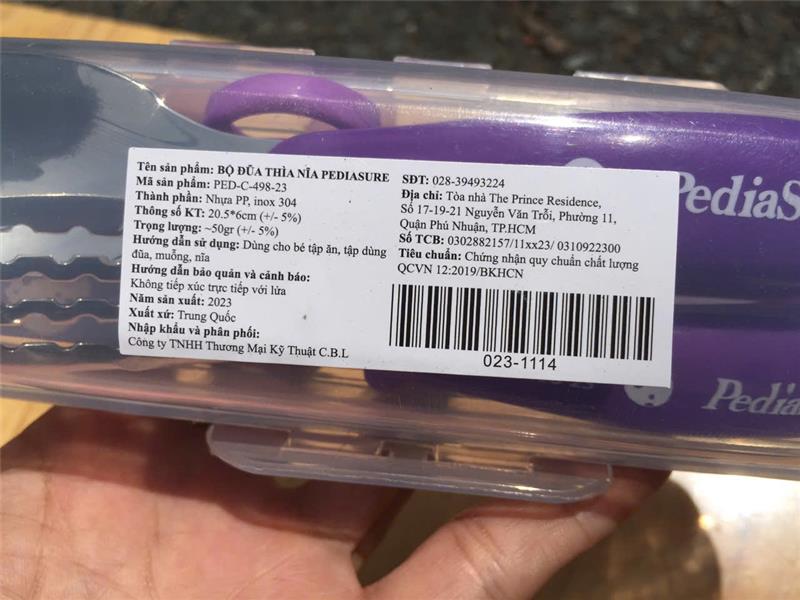 Tên sản phẩm: BỘ ĐŨA THÌA NĨA PEDIASURE
Mã sản phẩm: PED-C-498-23
Thành phần: Nhựa PP, inox 304
Thông số KT: 20.5*6cm (+/- 5%)
Trọng lượng: ~50gr (+/- 5%)
Hướng dẫn sử dụng: Dùng cho bé tập ăn, tập dùng
đũa, muỗng, nĩa
Hướng dẫn bảo quản và cảnh báo:
Không tiếp xúc trực tiếp với lửa
Năm sản xuất: 2023
Xuất xứ: Trung Quốc
Nhập khẩu và phân phối:
Công ty TNHH Thương Mại Kỹ Thuật C.B.L
SĐT: 028-39493224
Địa chỉ: Tòa nhà The Prince Residence,
Số 17-19-21 Nguyễn Văn Trỗi, Phường 11,
Quận Phú Nhuận, TP.HCM
Số TCB: 0302882157/11xx23/ 0310922300
Tiêu chuẩn: Chứng nhận quy chuẩn chất lượng
QCVN 12:2019/BKHCN
023-1114
PediaS
Pedia